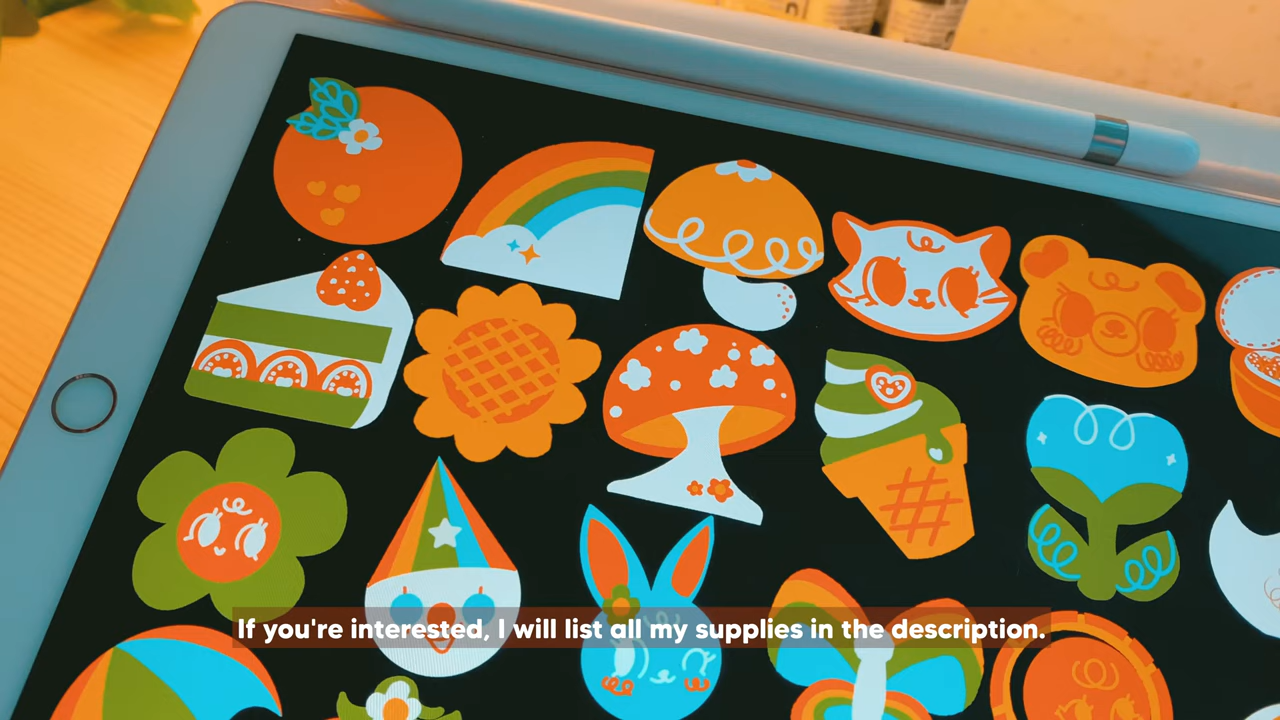 If you're interested, I will list all my supplies in the description.